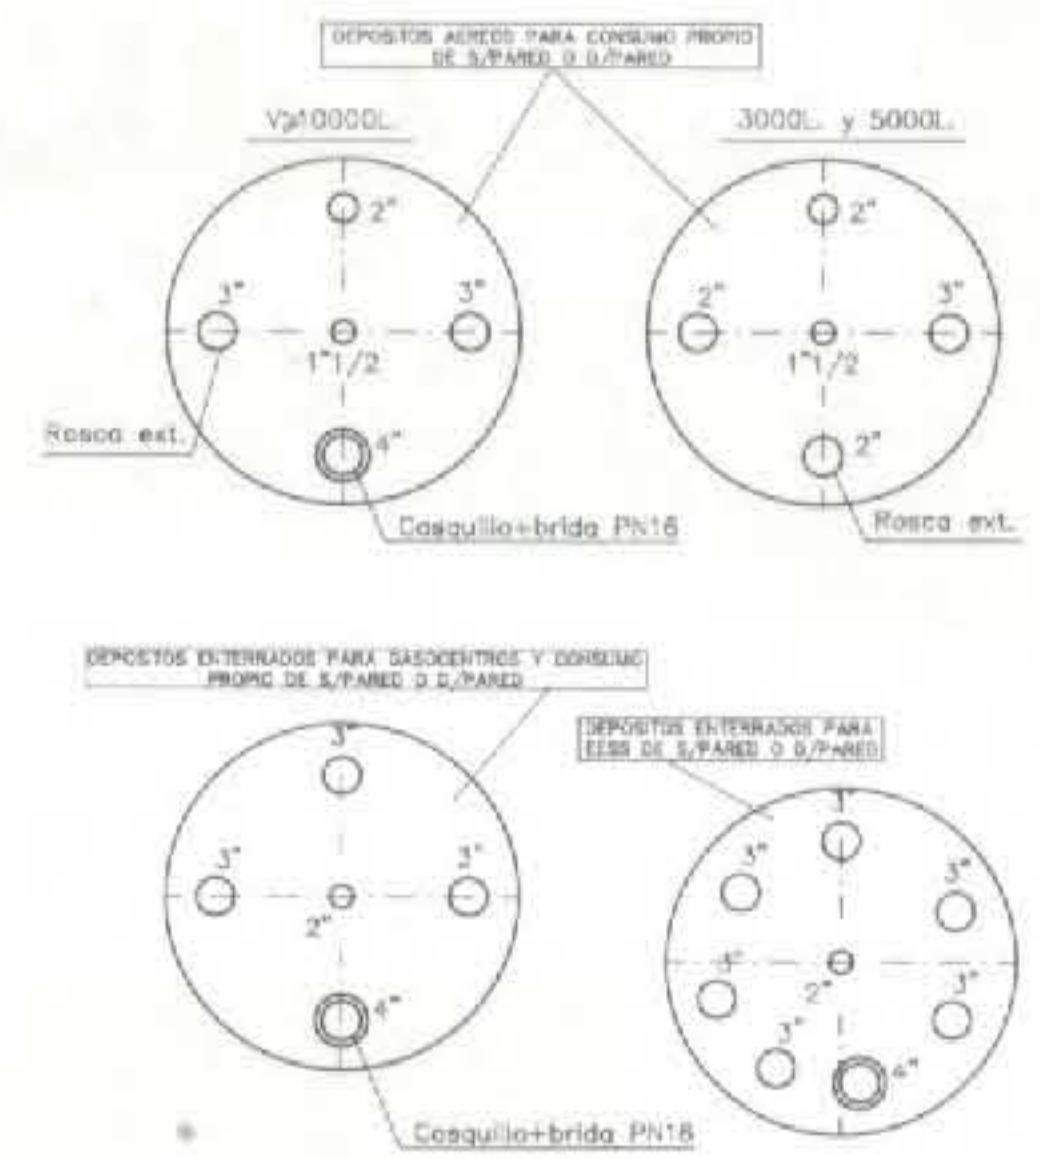 DEPOSITOS AEREOS PARA CONSUMO PROPIO
DE S/PARED O D/PARED
V≥10000L.
3000L. y 5000L.
2"
2"
3"
3"
2"
3"
1"1/2
1"1/2
Rosca ext.
4"
2"
Casquillo+brida PN16
Rosca ext.
DEPOSITOS ENTERRADOS PARA GASOCENTROS Y CONSUMO
PROPIO DE S/PARED O D/PARED
DEPOSITOS ENTERRADOS PARA
EESS DE S/PARED O D/PARED
3"
3"
3"
3"
3"
3"
2"
3"
2"
3"
3"
4"
4"
Casquillo+brida PN16